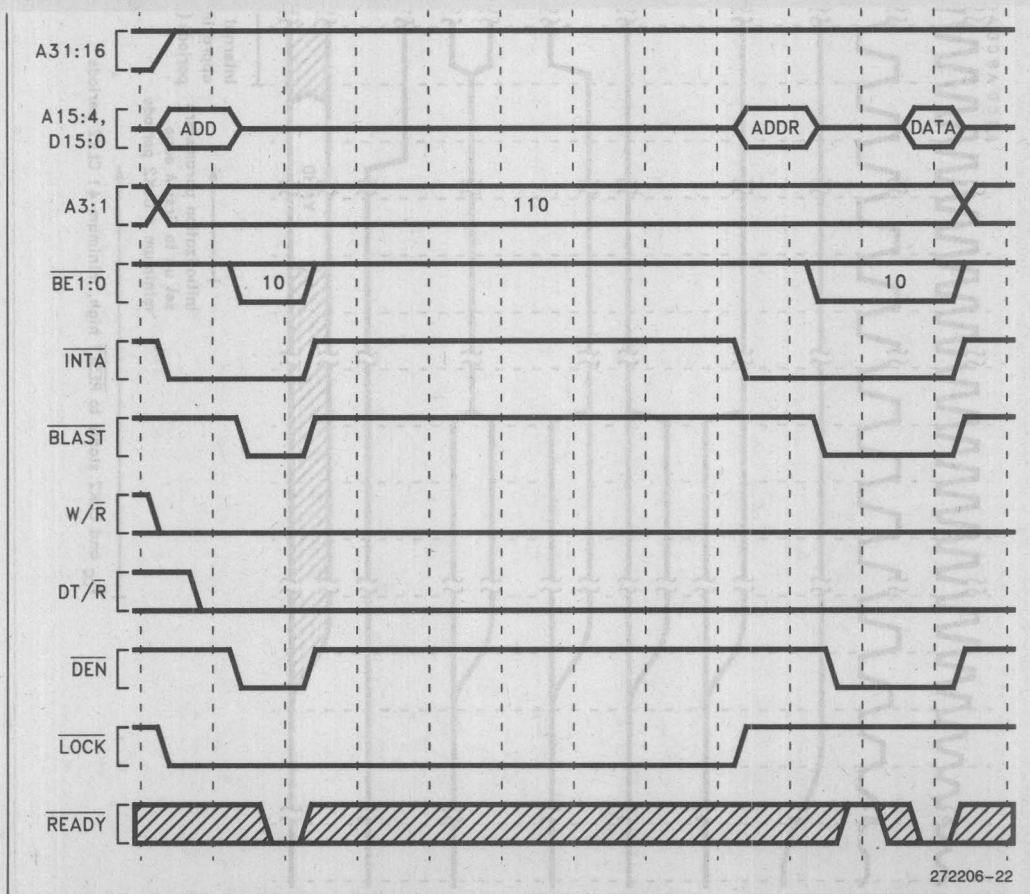 A31:16
A15:4,
D15:0
ADD
ADDR
DATA
A3:1
110
BE1:0
10
10
INTA
BLAST
W/R
DT/R
DEN
LOCK
READY
272206-22